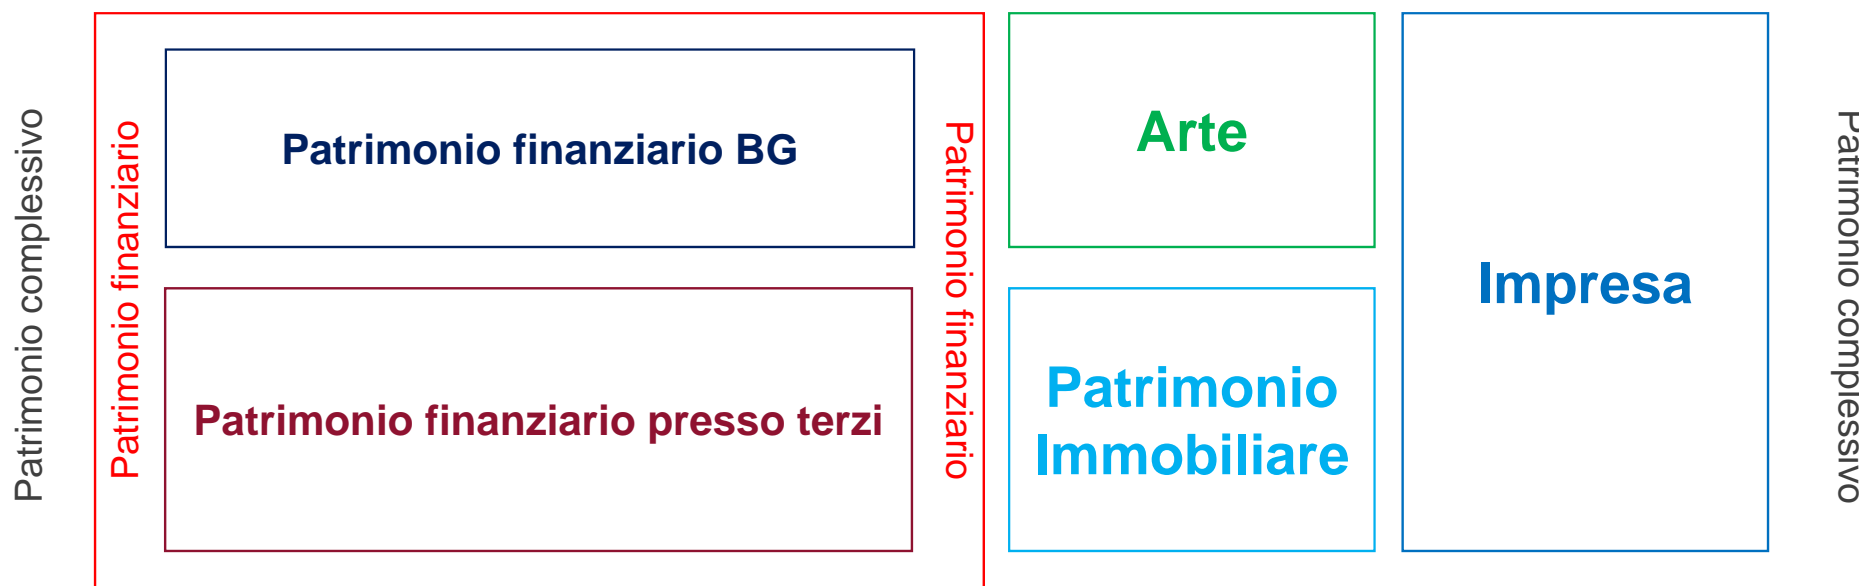 Patrimonio complessivo
Patrimonio finanziario
Patrimonio finanziario BG
Patrimonio finanziario presso terzi
Patrimonio finanziario
Arte
Patrimonio
Immobiliare
Impresa
Patrimonio complessivo